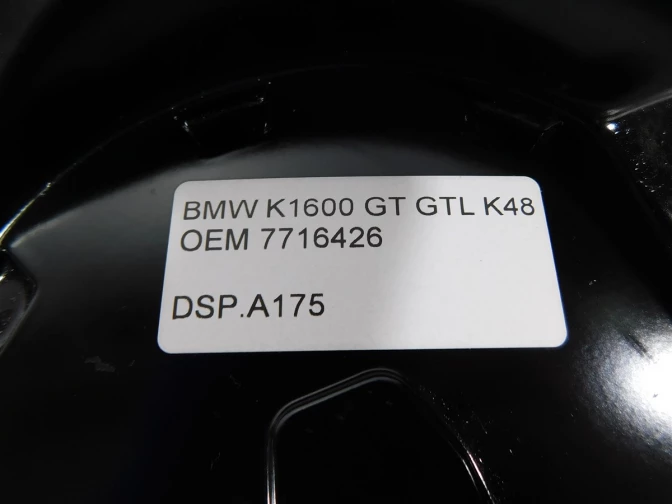 BMW K1600 GT GTL K48
OEM 7716426
DSP.A175